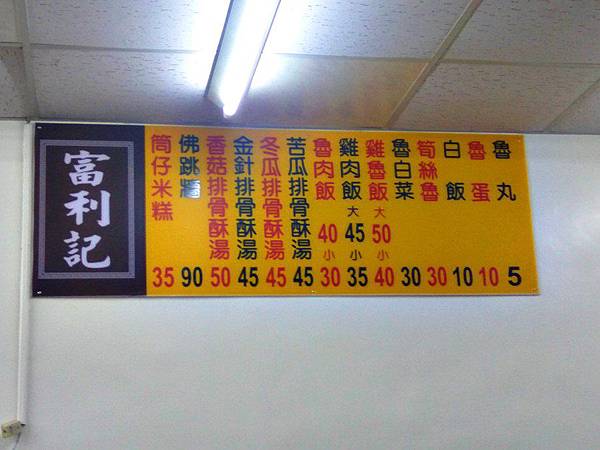 富利記
筒仔米糕 35
佛跳牆 90
香菇排骨酥湯 50
金針排骨酥湯 45
冬瓜排骨酥湯 45
苦瓜排骨酥湯 45
魯肉飯 40 小 30
雞肉飯 大 45 小 35
雞魯飯 大 50 小 40
魯白菜 30
筍絲魯 30
白飯 10
魯蛋 10
魯丸 5